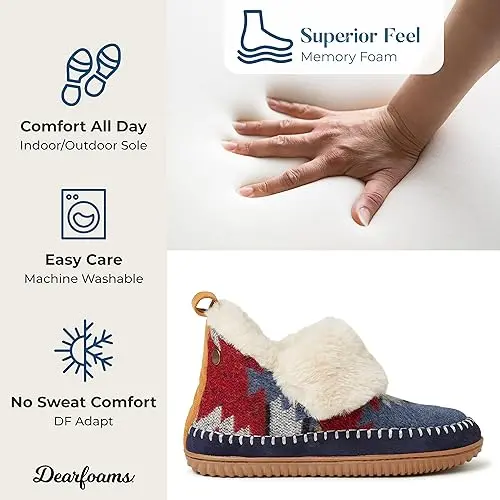 Superior Feel
Memory Foam
Comfort All Day
Indoor/Outdoor Sole
Easy Care
Machine Washable
No Sweat Comfort
DF Adapt
Dearfoams